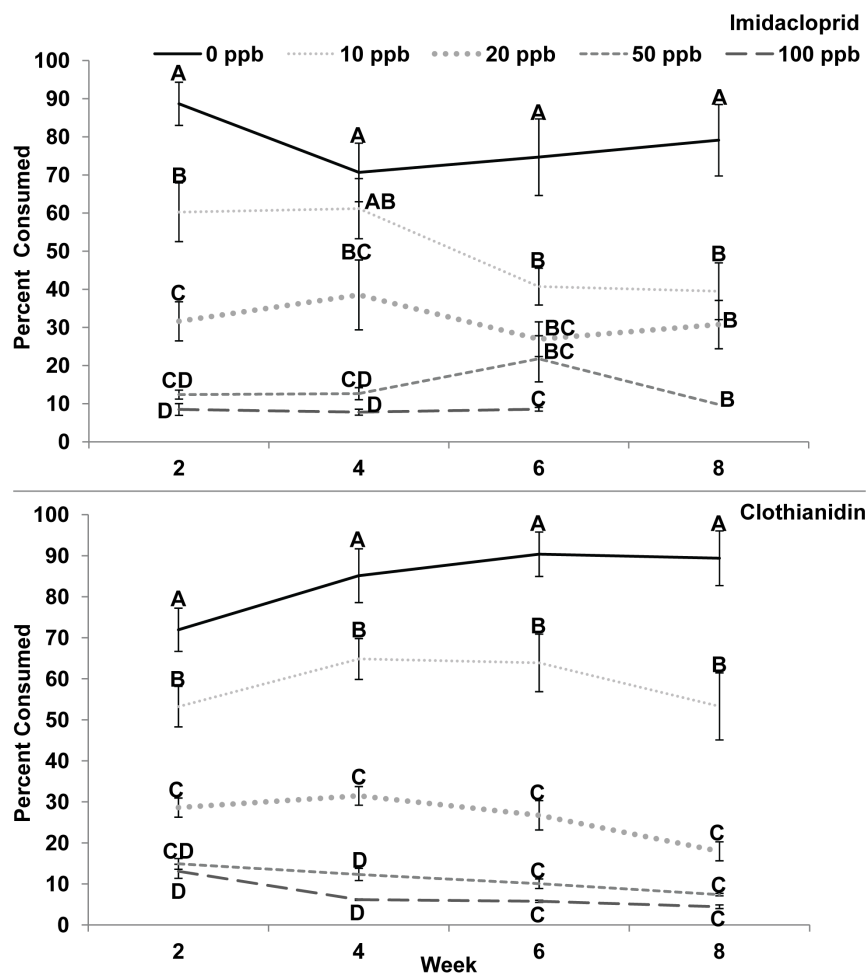 Imidacloprid
0 ppb 10 ppb 20 ppb 50 ppb 100 ppb
Percent Consumed
100
90
80
70
60
50
40
30
20
10
0
A
A
A
A
B
AB
B
B
C
BC
BC
B
CD
CD
BC
B
D
D
C
2 4 6 8
Clothianidin
Percent Consumed
100
90
80
70
60
50
40
30
20
10
0
A
A
A
A
B
B
B
B
C
C
C
C
CD
D
C
C
D
D
C
C
2 4 6 8
Week